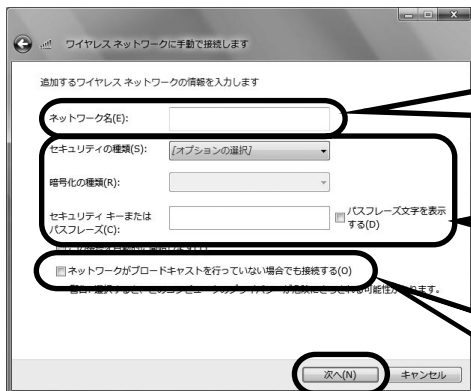 ワイヤレス ネットワークに手動で接続します
追加するワイヤレス ネットワークの情報を入力します
ネットワーク名(E):
セキュリティの種類(S):
[オプションの選択]
暗号化の種類(R):
セキュリティ キーまたは
パスフレーズ(C):
パスフレーズ文字を表示
する(D)
ネットワークがブロードキャストを行っていない場合でも接続する(O)
次へ(N)
キャンセル